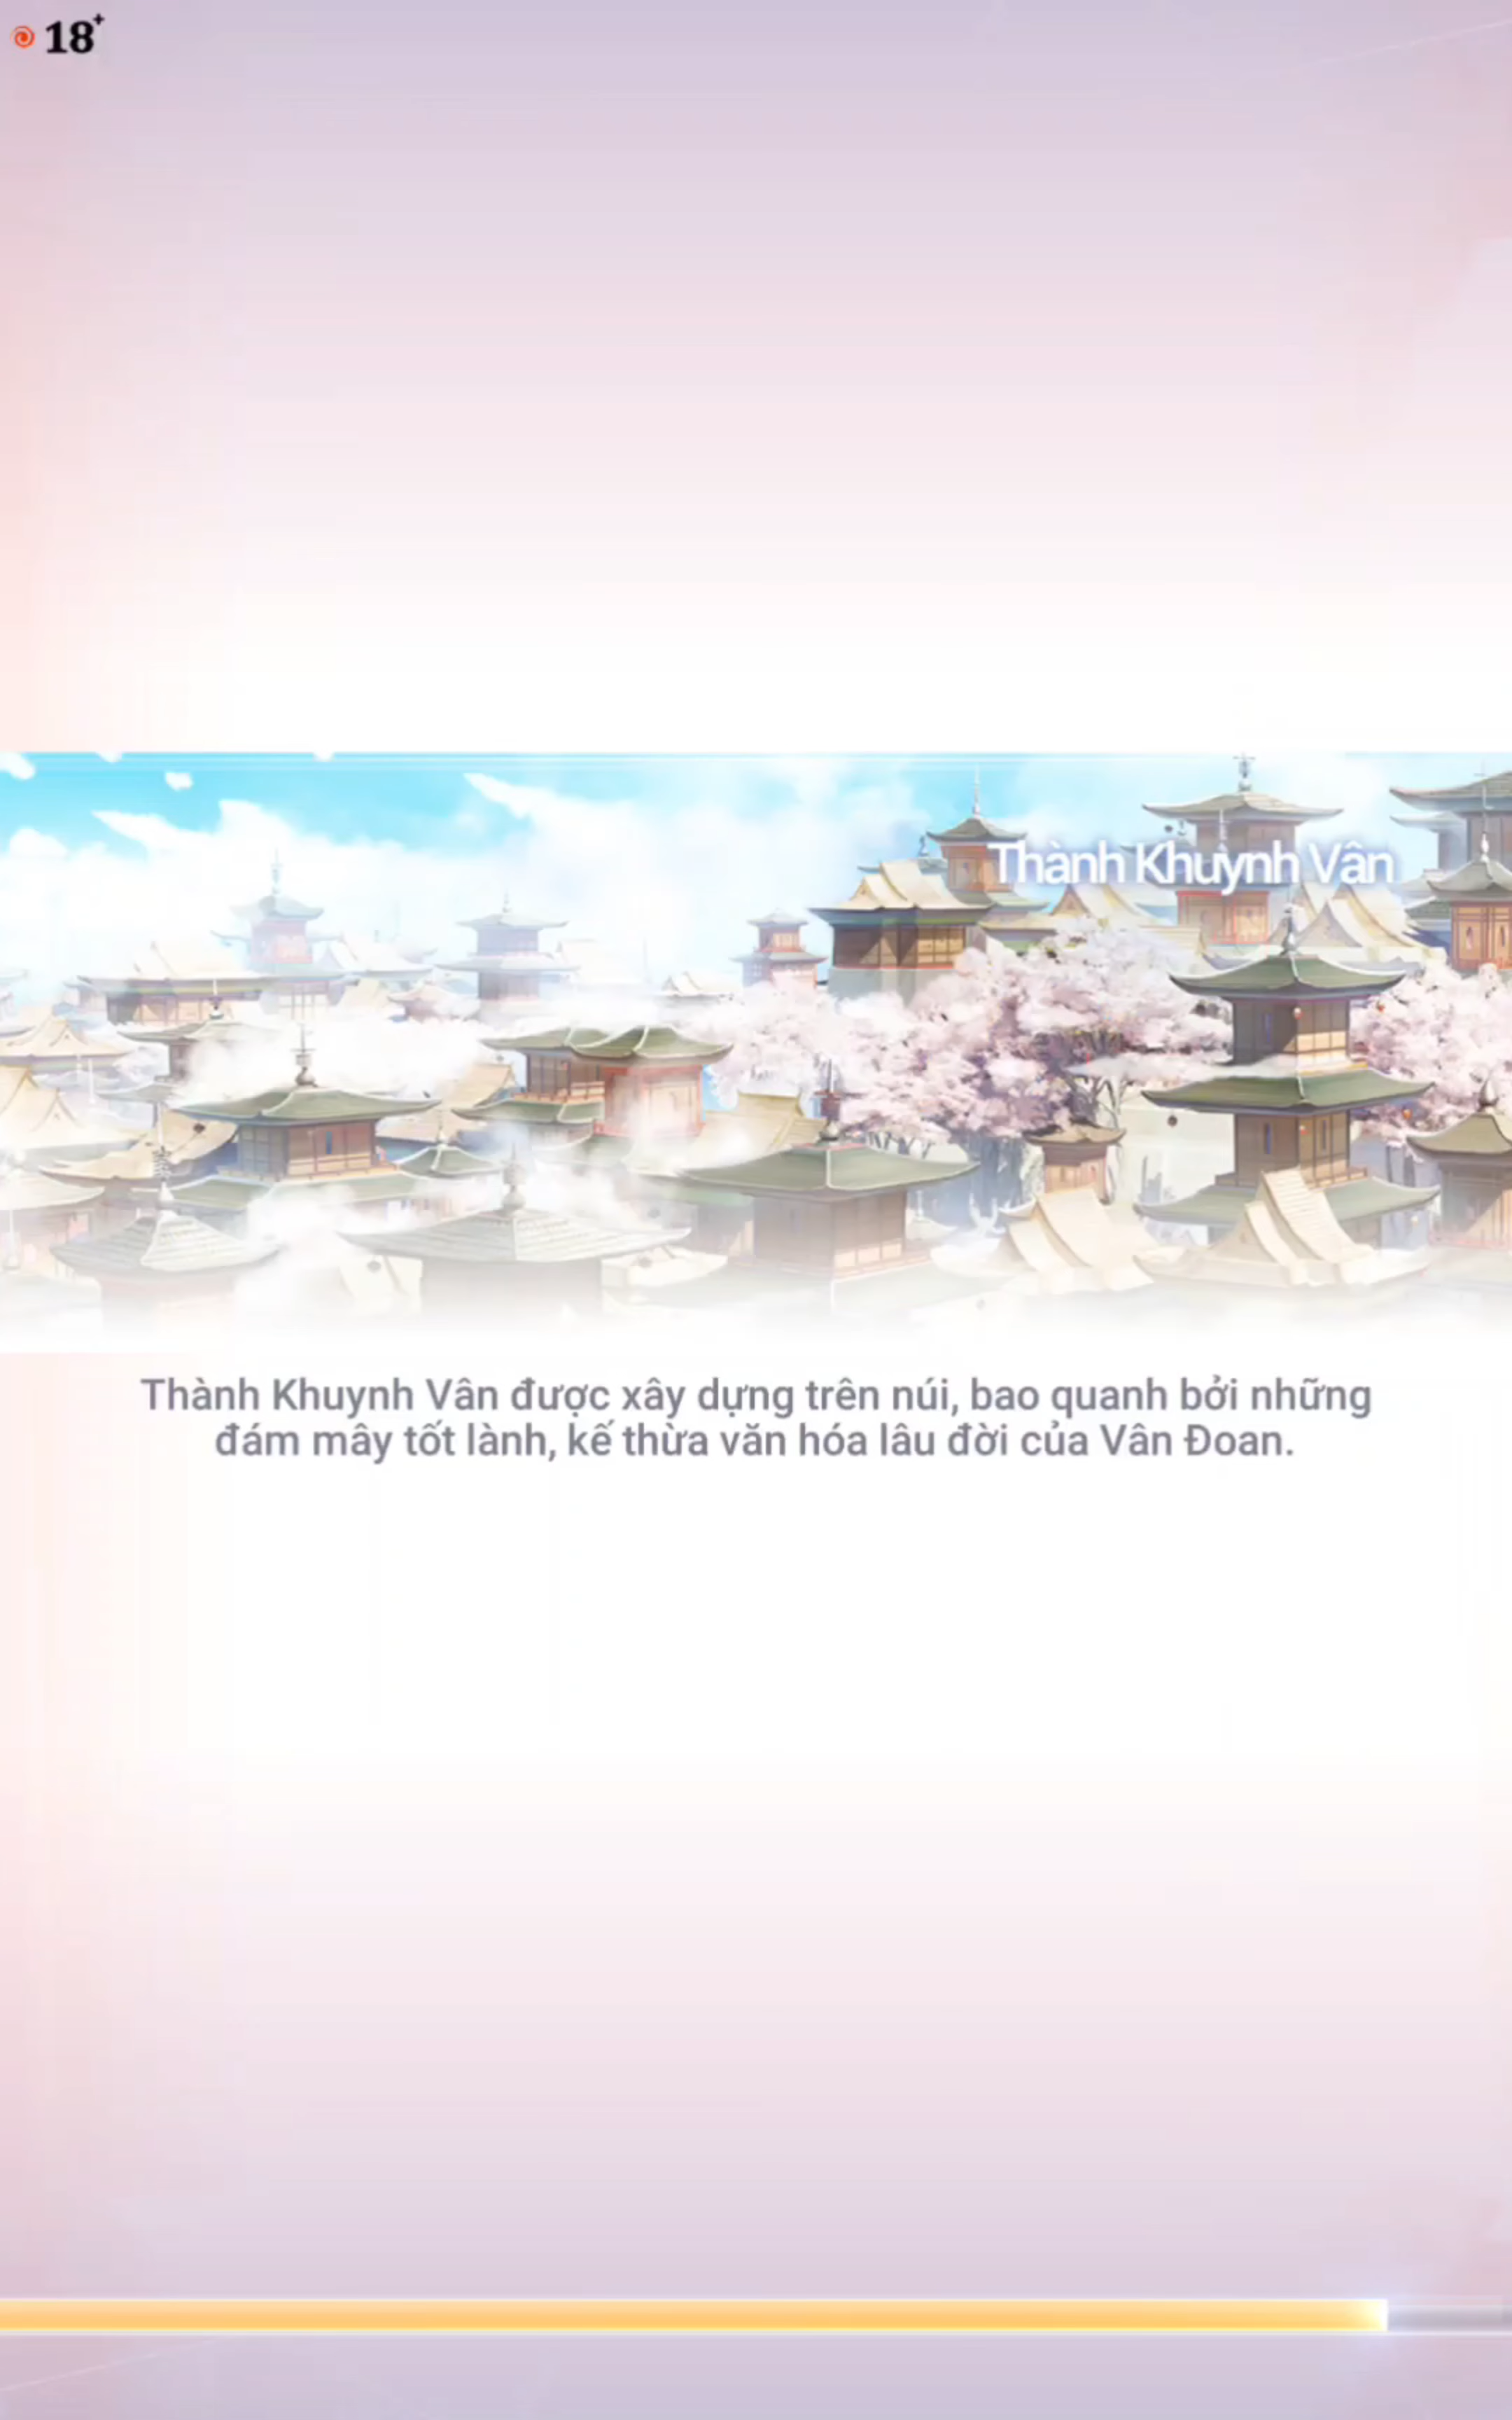 18+
Thành Khuynh Vân
Thành Khuynh Vân được xây dựng trên núi, bao quanh bởi những
đám mây tốt lành, kế thừa văn hóa lâu đời của Vân Đoan.